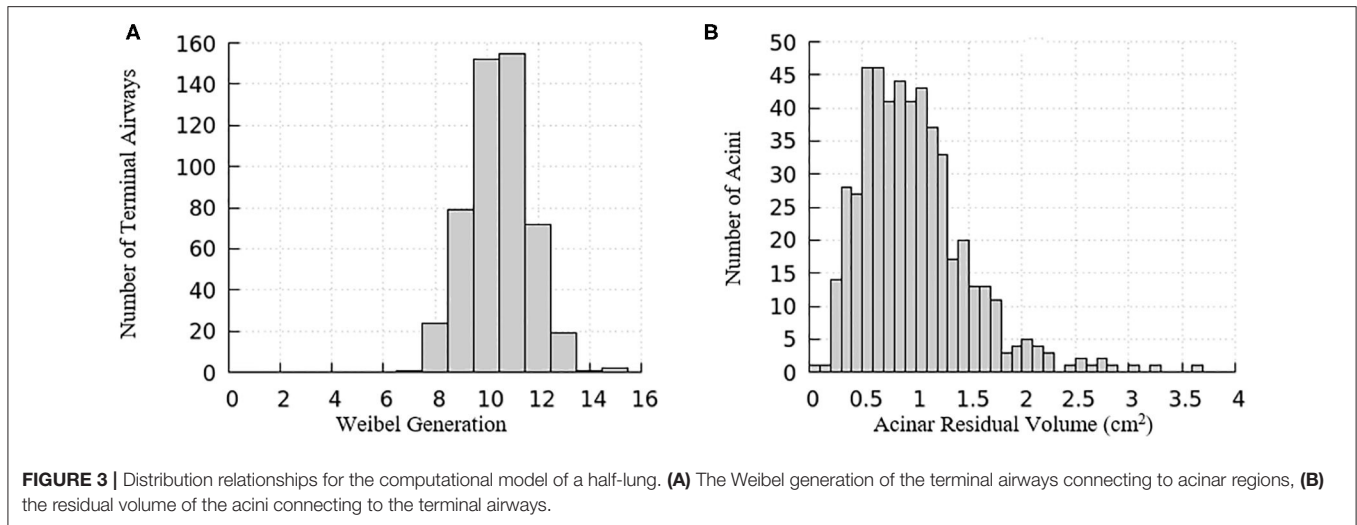 A
160
140
120
100
80
60
40
20
0
Number of Terminal Airways
0 2 4 6 8 10 12 14 16
Weibel Generation
B
50
45
40
35
30
25
20
15
10
5
0
Number of Acini
0 0.5 1 1.5 2 2.5 3 3.5 4
Acinar Residual Volume (cm²)
FIGURE 3 | Distribution relationships for the computational model of a half-lung. (A) The Weibel generation of the terminal airways connecting to acinar regions, (B)
the residual volume of the acini connecting to the terminal airways.